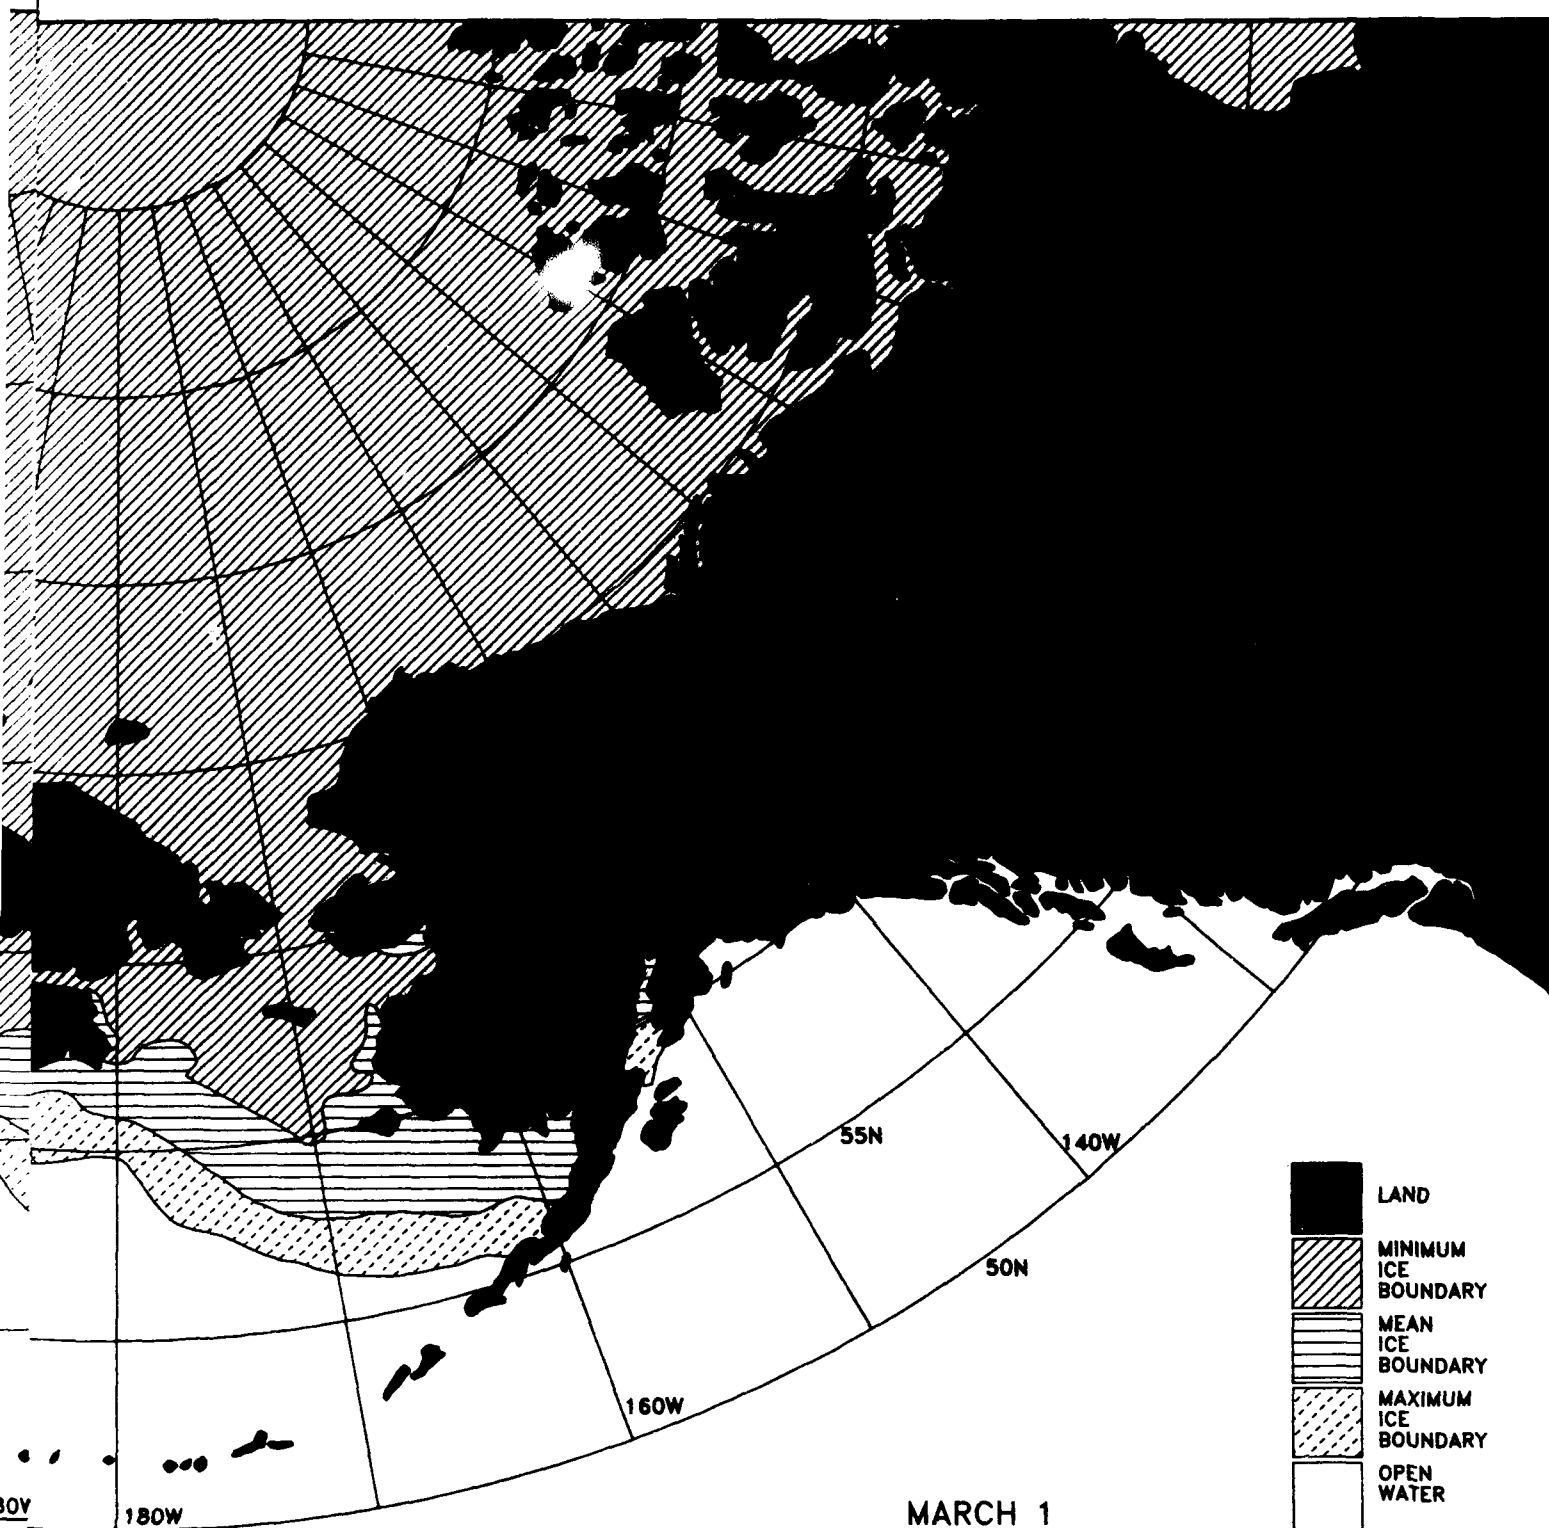 55N
140W
50N
160W
180W
MARCH 1
LAND
MINIMUM
ICE
BOUNDARY
MEAN
ICE
BOUNDARY
MAXIMUM
ICE
BOUNDARY
OPEN
WATER